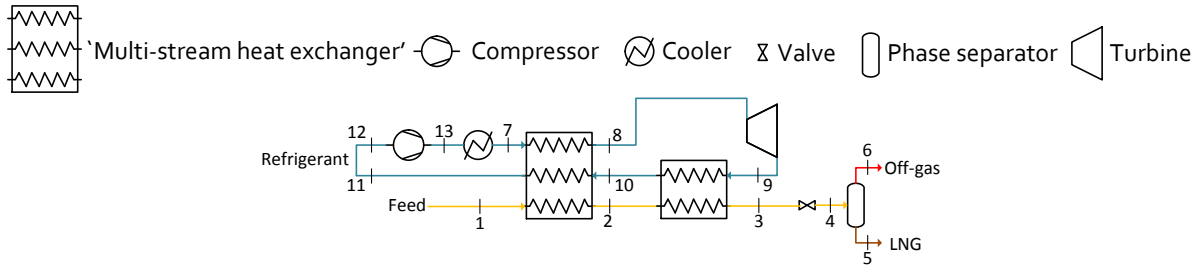 ‘Multi-stream heat exchanger’ Compressor Cooler Valve Phase separator Turbine
12 13 7 8 6
Refrigerant Off-gas
11 10 9
Feed
1 2 3 4
LNG
5